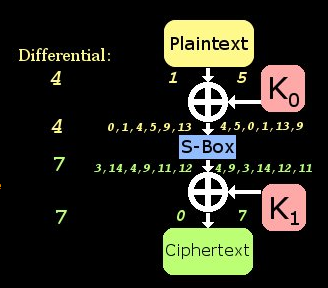 Plaintext
Differential:
4 1 5
K0
4 0,1,4,5,9,13 4,5,0,1,13,9
S-Box
7 3,14,4,9,11,12 4,9,3,14,12,11
K1
7 0 7
Ciphertext